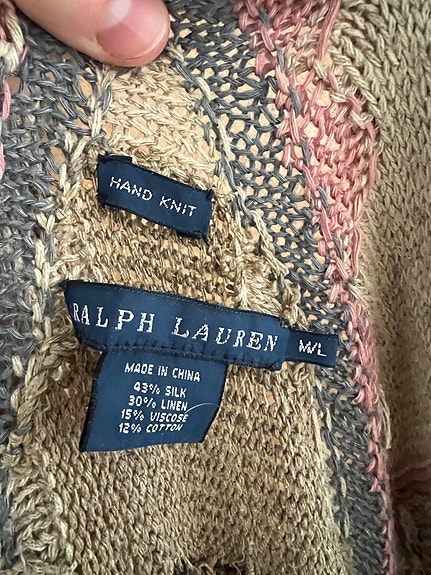 HAND KNIT
RALPH LAUREN
M/L
MADE IN CHINA
43% SILK
30% LINEN
15% VISCOSE
12% COTTON